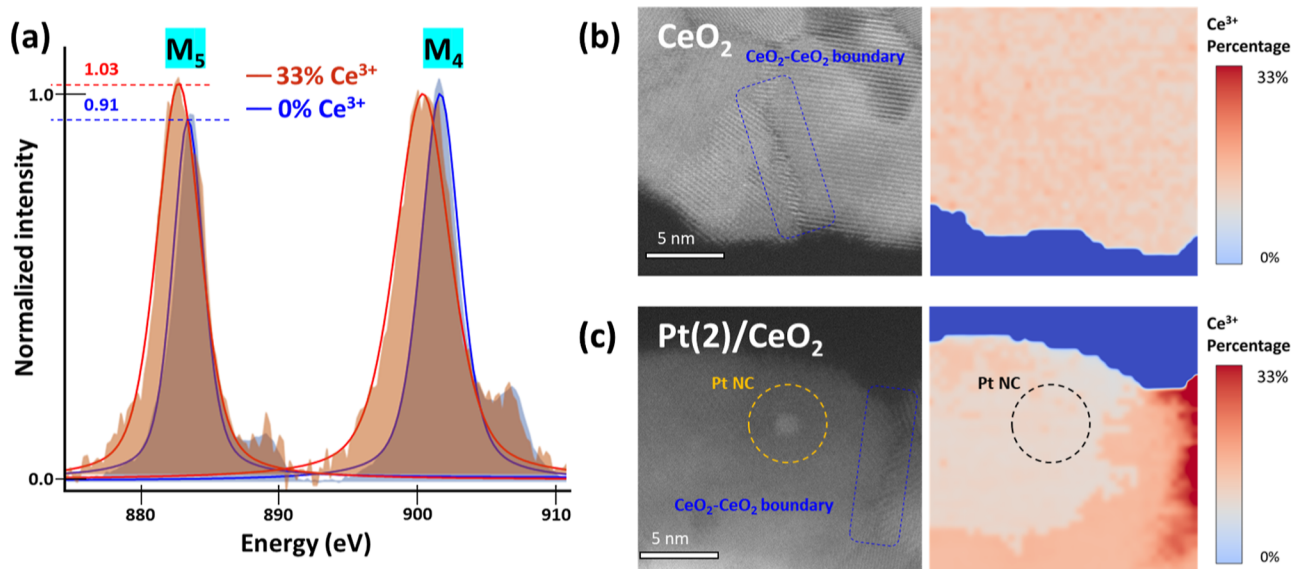 (a)
M₅
M₄
1.03
1.0
0.91
33% Ce³⁺
0% Ce³⁺
Normalized intensity
0.0
880
890
900
910
Energy (eV)
(b)
CeO₂
CeO₂-CeO₂ boundary
5 nm
Ce³⁺
Percentage
33%
0%
(c)
Pt(2)/CeO₂
Pt NC
CeO₂-CeO₂ boundary
5 nm
Pt NC
Ce³⁺
Percentage
33%
0%